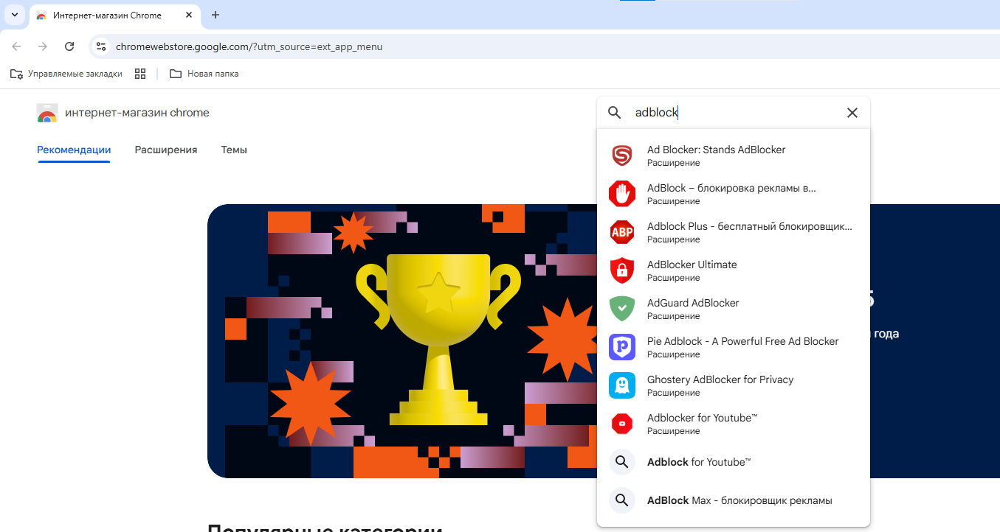 Интернет-магазин Chrome
chromewebstore.google.com/?utm_source=ext_app_menu
Управляемые закладки
Новая папка
интернет-магазин chrome
adblock
Рекомендации
Расширения
Темы
Ad Blocker: Stands AdBlocker
Расширение
AdBlock – блокировка рекламы в...
Расширение
ABP
Adblock Plus - бесплатный блокировщик...
Расширение
AdBlocker Ultimate
Расширение
AdGuard AdBlocker
Расширение
Pie Adblock - A Powerful Free Ad Blocker
Расширение
Ghostery AdBlocker for Privacy
Расширение
Adblocker for Youtube™
Расширение
Adblock for Youtube™
AdBlock Max - блокировщик рекламы
5
года
Популярные категории